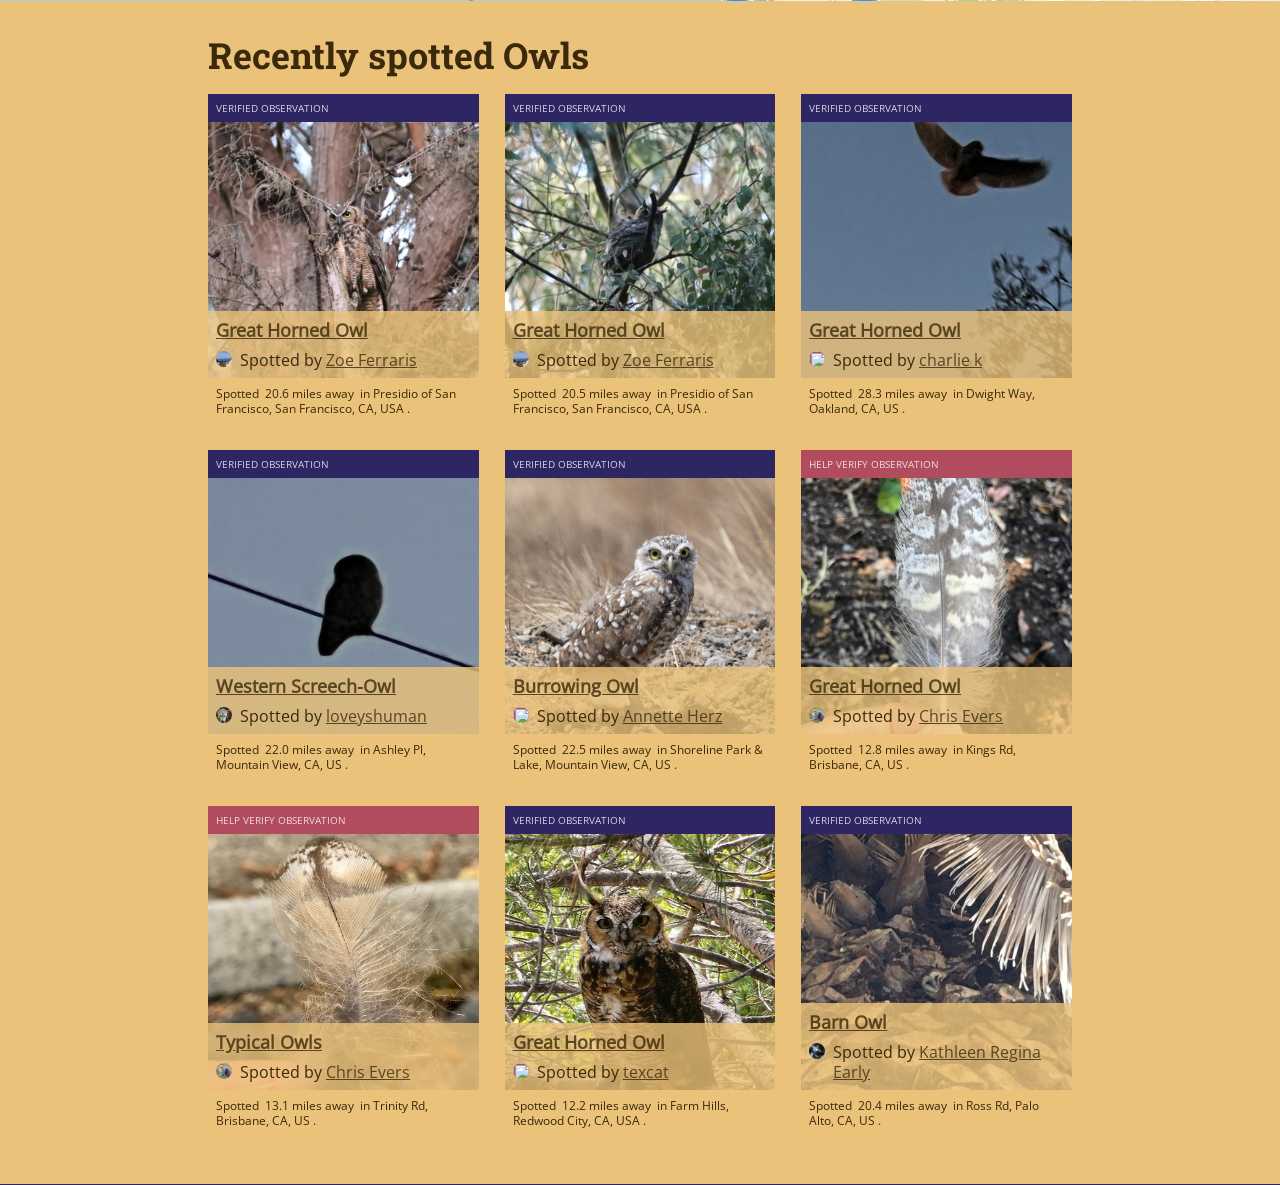 Recently spotted Owls
VERIFIED OBSERVATION
Great Horned Owl
Spotted by Zoe Ferraris
Spotted 20.6 miles away in Presidio of San
Francisco, San Francisco, CA, USA .
VERIFIED OBSERVATION
Great Horned Owl
Spotted by Zoe Ferraris
Spotted 20.5 miles away in Presidio of San
Francisco, San Francisco, CA, USA .
VERIFIED OBSERVATION
Great Horned Owl
Spotted by charlie k
Spotted 28.3 miles away in Dwight Way,
Oakland, CA, US .
VERIFIED OBSERVATION
Western Screech-Owl
Spotted by loveyshuman
Spotted 22.0 miles away in Ashley Pl,
Mountain View, CA, US .
VERIFIED OBSERVATION
Burrowing Owl
Spotted by Annette Herz
Spotted 22.5 miles away in Shoreline Park &
Lake, Mountain View, CA, US .
HELP VERIFY OBSERVATION
Great Horned Owl
Spotted by Chris Evers
Spotted 12.8 miles away in Kings Rd,
Brisbane, CA, US .
HELP VERIFY OBSERVATION
Typical Owls
Spotted by Chris Evers
Spotted 13.1 miles away in Trinity Rd,
Brisbane, CA, US .
VERIFIED OBSERVATION
Great Horned Owl
Spotted by texcat
Spotted 12.2 miles away in Farm Hills,
Redwood City, CA, USA .
VERIFIED OBSERVATION
Barn Owl
Spotted by Kathleen Regina
Early
Spotted 20.4 miles away in Ross Rd, Palo
Alto, CA, US .